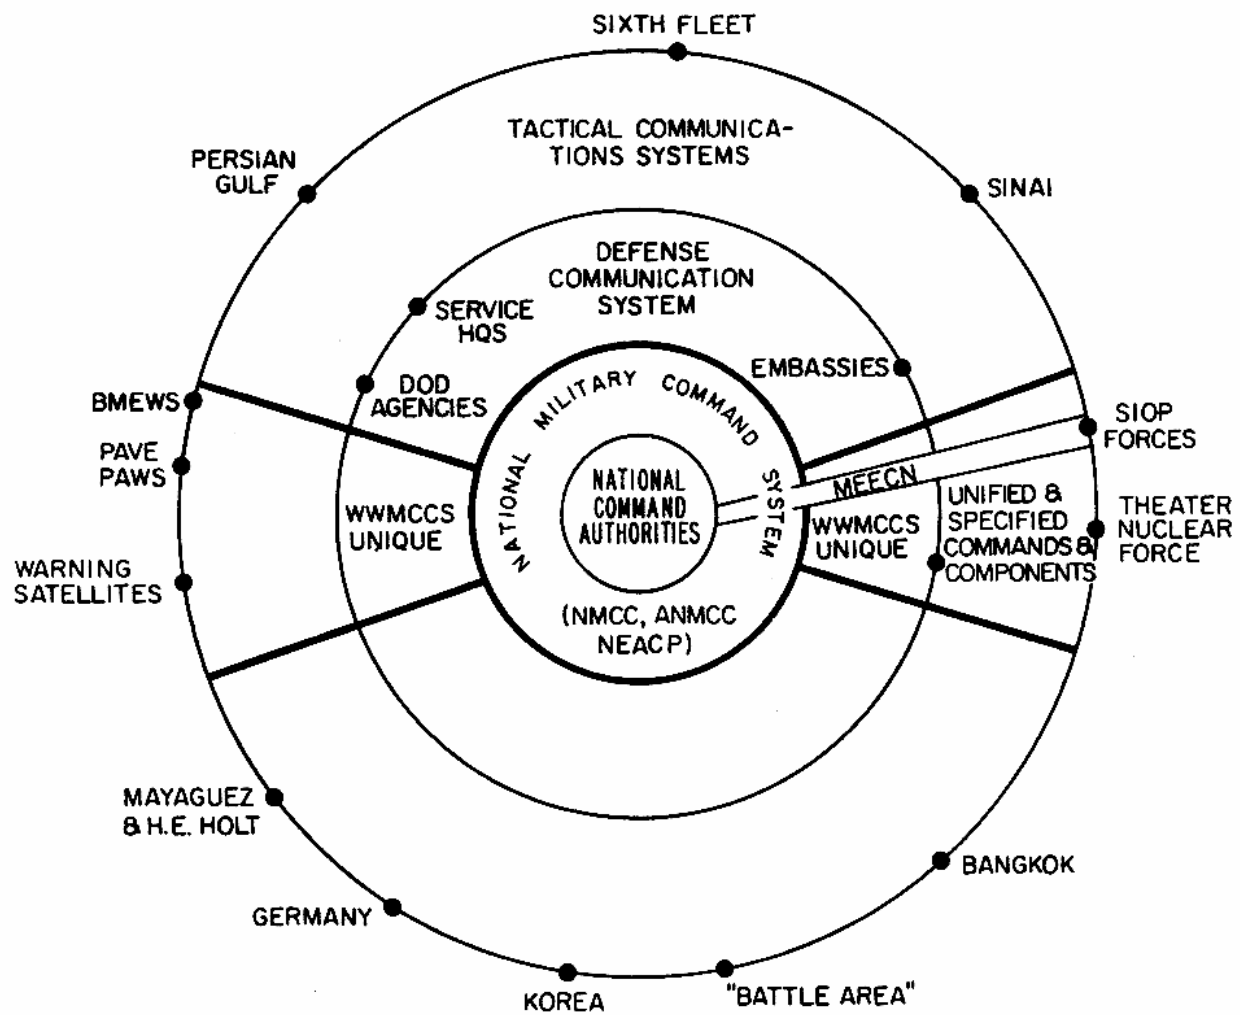 SIXTH FLEET
TACTICAL COMMUNICA-
TIONS SYSTEMS
PERSIAN
GULF
SINAI
DEFENSE
COMMUNICATION
SYSTEM
SERVICE
HQS
EMBASSIES
DOD
AGENCIES
NATIONAL MILITARY COMMAND SYSTEM
BMEWS
PAVE
PAWS
WARNING
SATELLITES
WWMCCS
UNIQUE
NATIONAL
COMMAND
AUTHORITIES
(NMCC, ANMCC
NEACP)
MEECN
WWMCCS
UNIQUE
UNIFIED &
SPECIFIED
COMMANDS &
COMPONENTS
SIOP
FORCES
THEATER
NUCLEAR
FORCE
MAYAGUEZ
& H.E. HOLT
GERMANY
KOREA
"BATTLE AREA"
BANGKOK